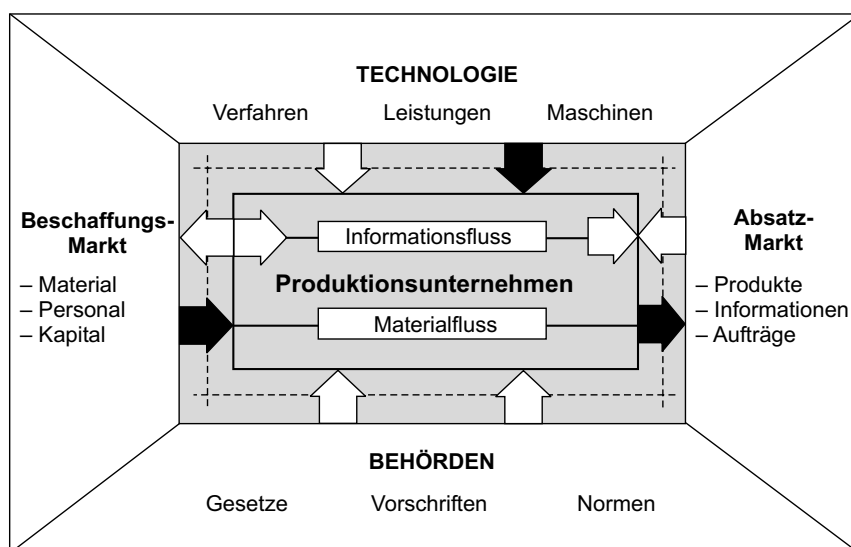 TECHNOLOGIE
Verfahren Leistungen Maschinen
Beschaffungs-
Markt
– Material
– Personal
– Kapital
Informationsfluss
Produktionsunternehmen
Materialfluss
Absatz-
Markt
– Produkte
– Informationen
– Aufträge
BEHÖRDEN
Gesetze Vorschriften Normen